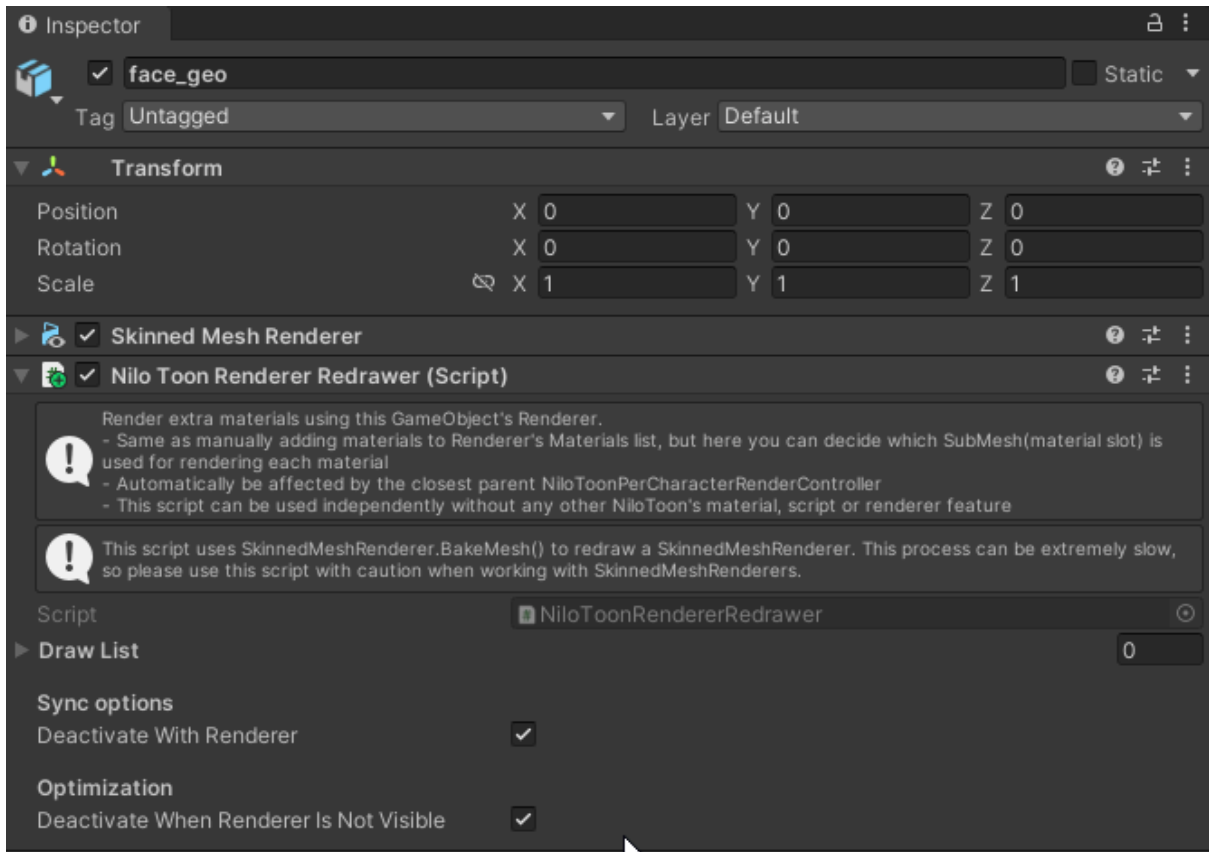 Inspector
face_geo
Static
Tag Untagged Layer Default
Transform
Position X 0 Y 0 Z 0
Rotation X 0 Y 0 Z 0
Scale X 1 Y 1 Z 1
Skinned Mesh Renderer
Nilo Toon Renderer Redrawer (Script)
Render extra materials using this GameObject's Renderer.
- Same as manually adding materials to Renderer's Materials list, but here you can decide which SubMesh(material slot) is
used for rendering each material
- Automatically be affected by the closest parent NiloToonPerCharacterRenderController
- This script can be used independently without any other NiloToon's material, script or renderer feature
This script uses SkinnedMeshRenderer.BakeMesh() to redraw a SkinnedMeshRenderer. This process can be extremely slow,
so please use this script with caution when working with SkinnedMeshRenderers.
Script NiloToonRendererRedrawer
Draw List 0
Sync options
Deactivate With Renderer
Optimization
Deactivate When Renderer Is Not Visible